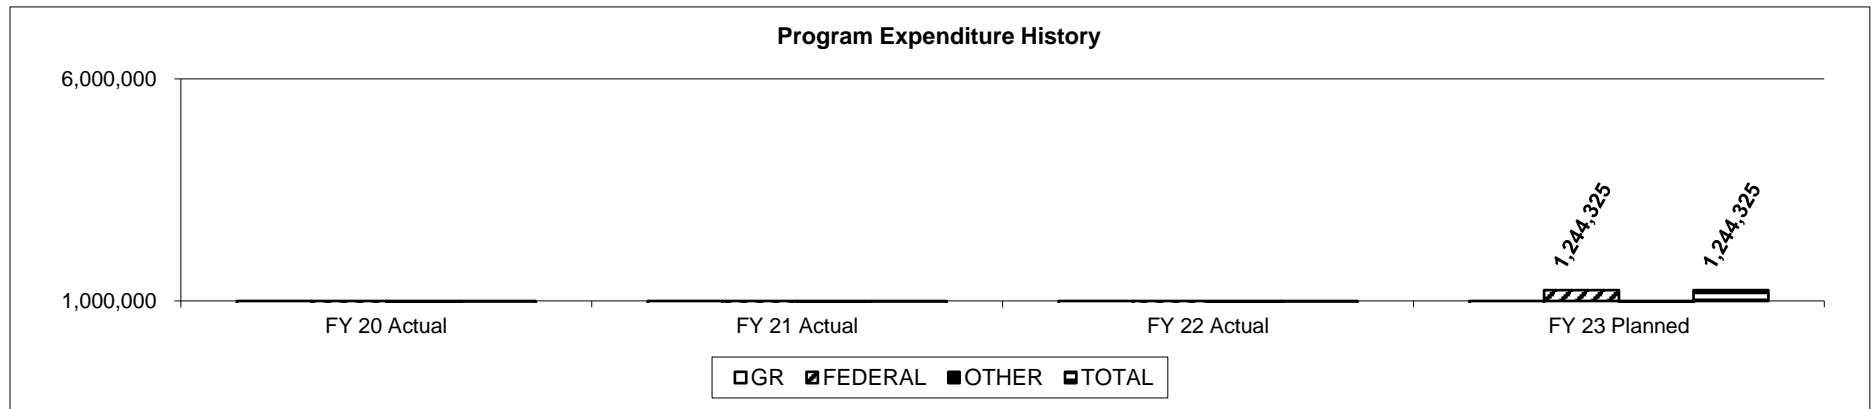 Program Expenditure History
6,000,000
1,244,325 1,244,325
1,000,000
FY 20 Actual FY 21 Actual FY 22 Actual FY 23 Planned
GR FEDERAL OTHER TOTAL